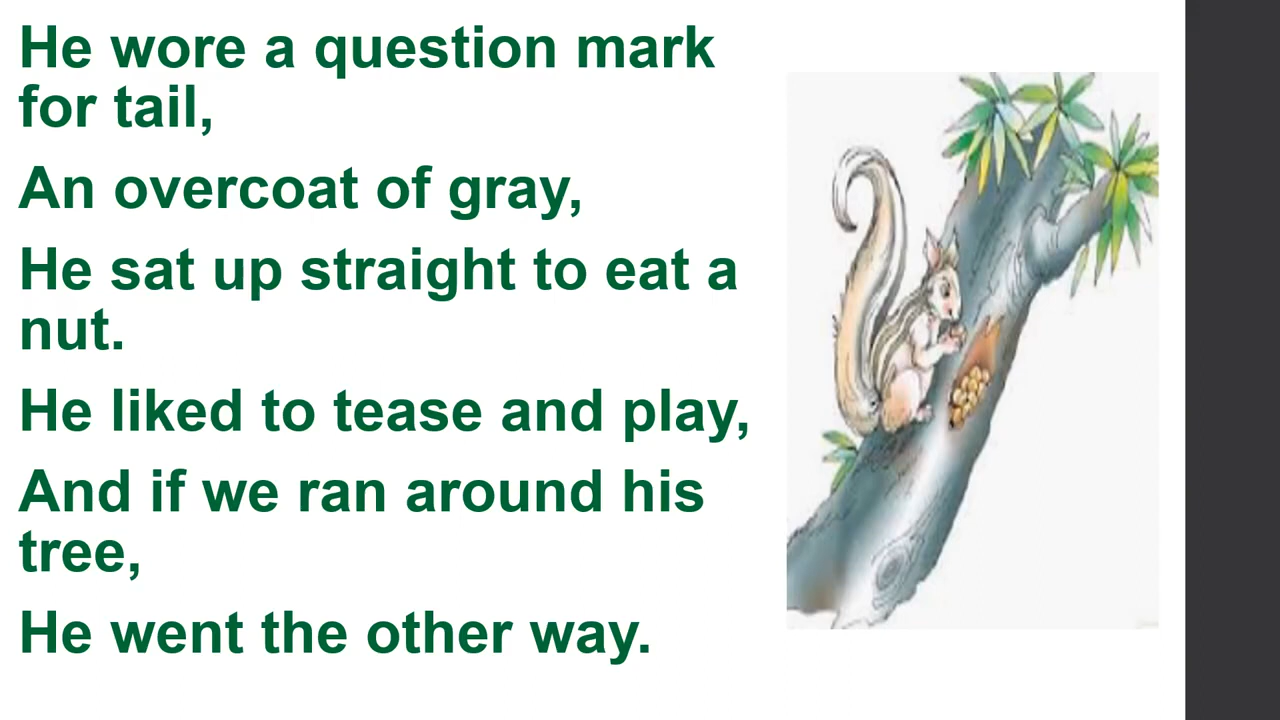 He wore a question mark
for tail,
An overcoat of gray,
He sat up straight to eat a
nut.
He liked to tease and play,
And if we ran around his
tree,
He went the other way.